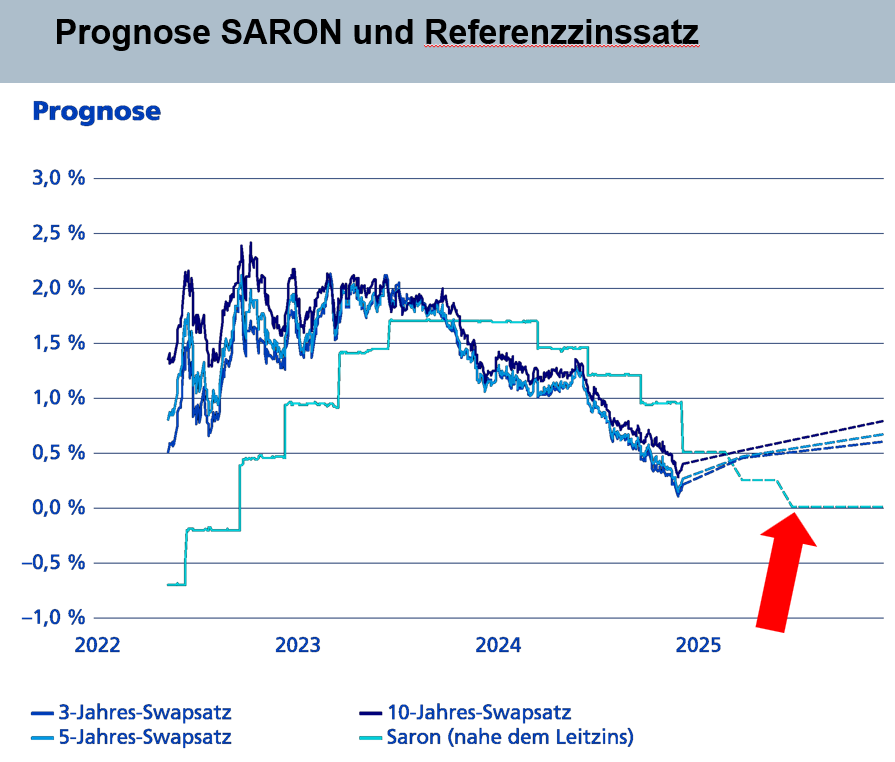 Prognose SARON und Referenzzinssatz
Prognose
3,0 %
2,5 %
2,0 %
1,5 %
1,0 %
0,5 %
0,0 %
–0,5 %
–1,0 %
2022 2023 2024 2025
3-Jahres-Swapsatz 10-Jahres-Swapsatz
5-Jahres-Swapsatz Saron (nahe dem Leitzins)